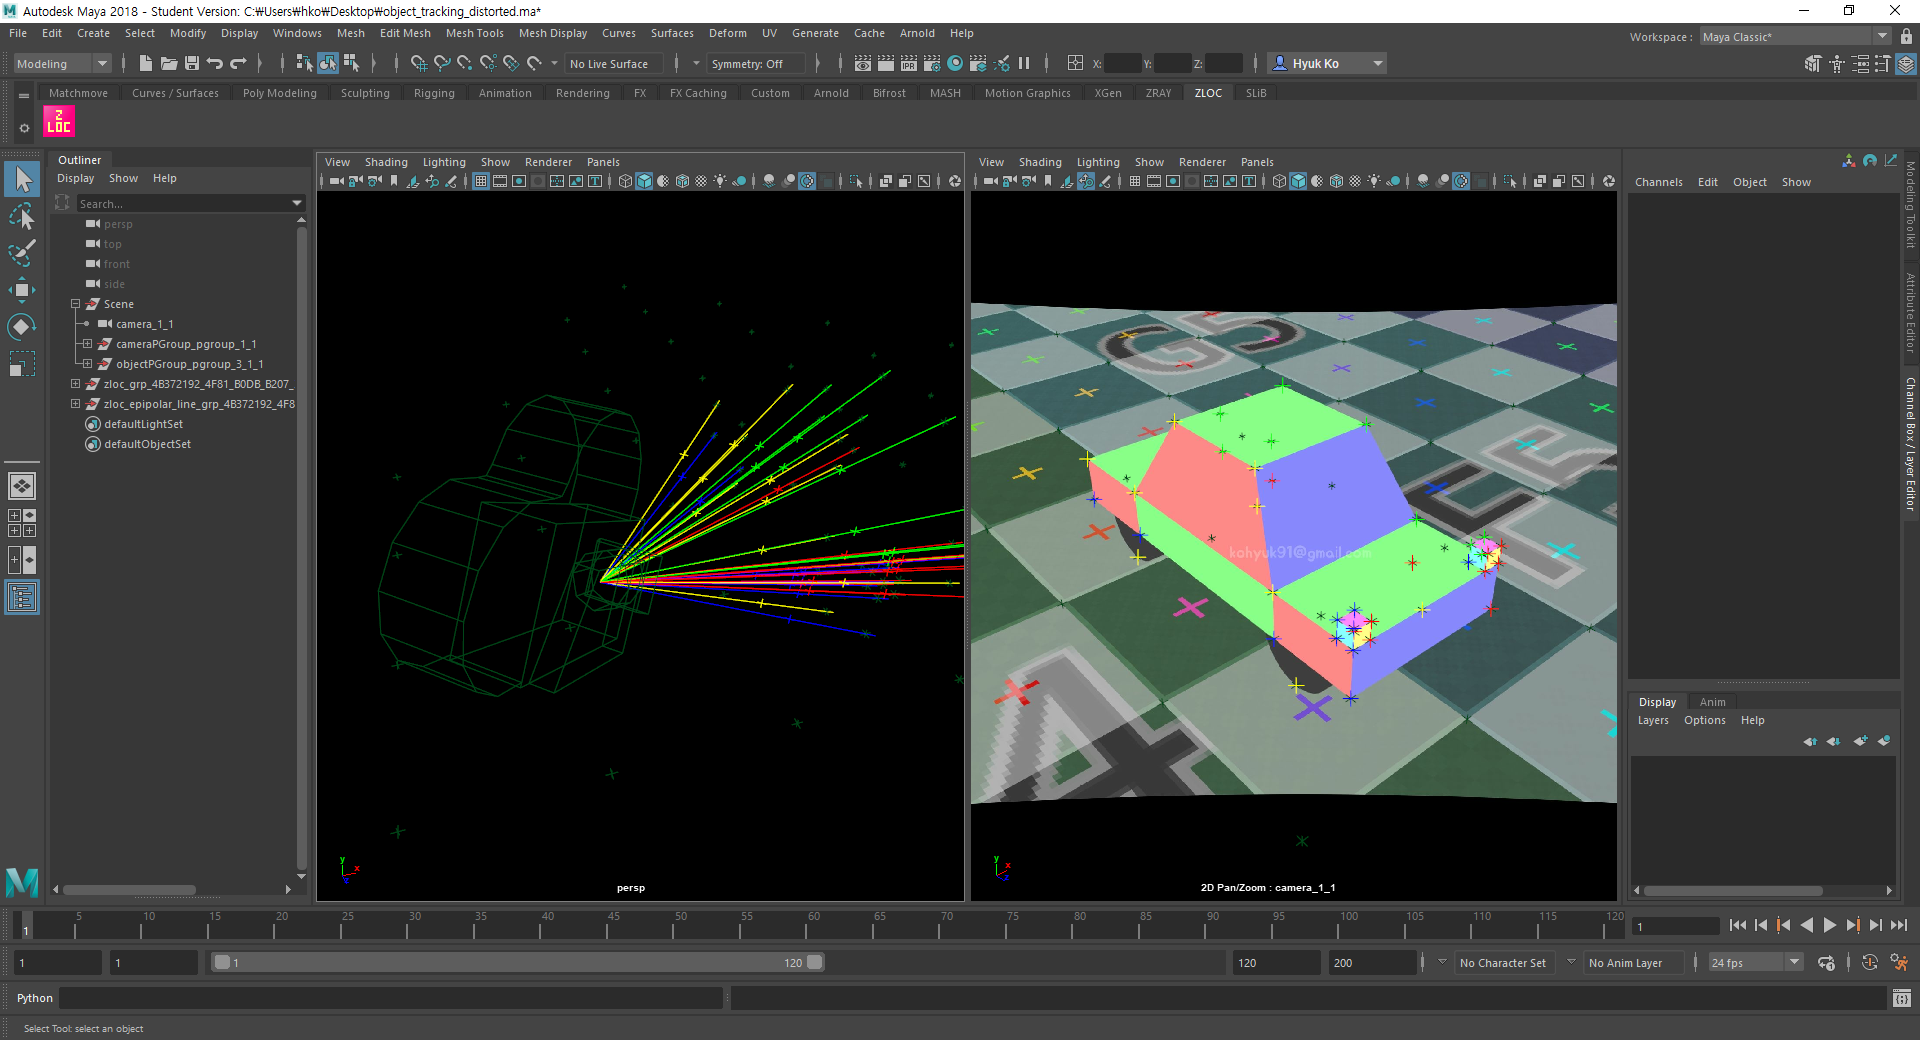 Autodesk Maya 2018 - Student Version: C:₩Users₩hko₩Desktop₩object_tracking_distorted.ma*
File Edit Create Select Modify Display Windows Mesh Edit Mesh Mesh Tools Mesh Display Curves Surfaces Deform UV Generate Cache Arnold Help
Workspace : Maya Classic*
Modeling No Live Surface Symmetry: Off X: Y: Z: Hyuk Ko
Matchmove Curves / Surfaces Poly Modeling Sculpting Rigging Animation Rendering FX FX Caching Custom Arnold Bifrost MASH Motion Graphics XGen ZRAY ZLOC SLiB
Z
LOC
Outliner
Display Show Help
Search...
persp
top
front
side
Scene
camera_1_1
cameraPGroup_pgroup_1_1
objectPGroup_pgroup_3_1_1
zloc_grp_4B372192_4F81_B0DB_B207_
zloc_epipolar_line_grp_4B372192_4F8
defaultLightSet
defaultObjectSet
View Shading Lighting Show Renderer Panels
y
x
z
persp
View Shading Lighting Show Renderer Panels
G5
kohyuk91@gmail.com
y
x
2D Pan/Zoom : camera_1_1
Channels Edit Object Show
Modeling Toolkit
Attribute Editor
Channel Box / Layer Editor
Display Anim
Layers Options Help
5 10 15 20 25 30 35 40 45 50 55 60 65 70 75 80 85 90 95 100 105 110 115 120
1
1
1 1 1 120 120 200 No Character Set No Anim Layer 24 fps
Python
Select Tool: select an object